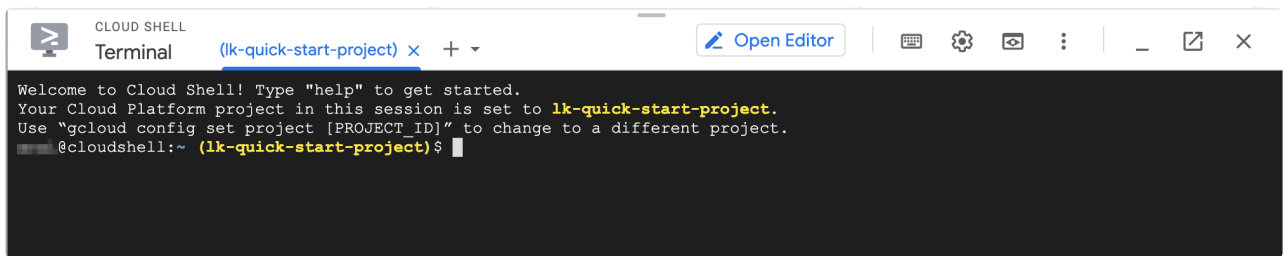 CLOUD SHELL
Terminal
(lk-quick-start-project)
Open Editor
Welcome to Cloud Shell! Type "help" to get started.
Your Cloud Platform project in this session is set to lk-quick-start-project.
Use “gcloud config set project [PROJECT_ID]” to change to a different project.
@cloudshell:~ (lk-quick-start-project)$